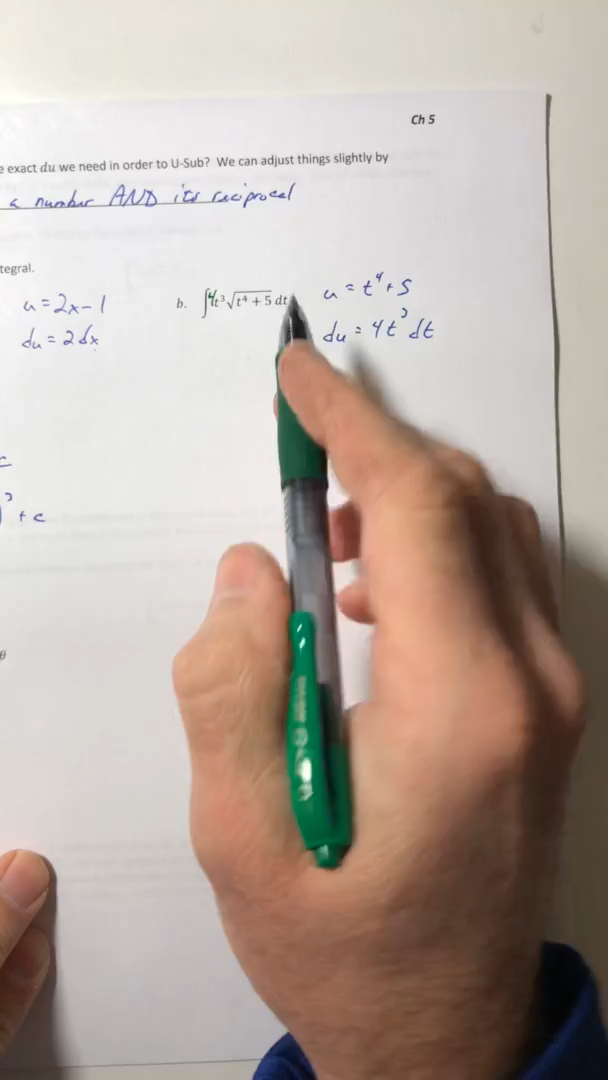 Ch 5
e exact du we need in order to U-Sub? We can adjust things slightly by
a number AND its reciprocal
tegral.
u = 2x - 1
du = 2dx
b. ∫4t³√(t⁴ + 5) dt
u = t⁴ + 5
du = 4t³ dt
c
) ³ + c
θ